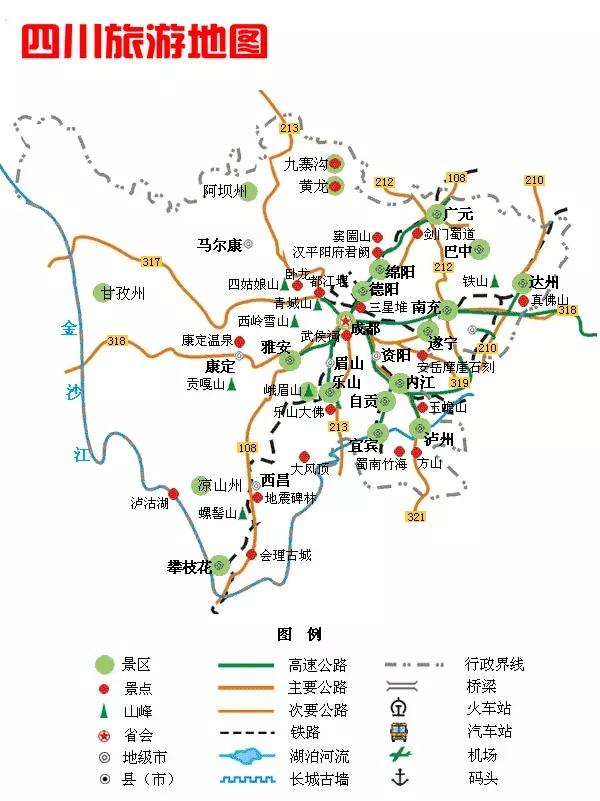 四川旅游地图
213
九寨沟
黄龙
阿坝州
212
108
210
广元
剑门蜀道
窦圌山
汉平阳府君阙
马尔康
巴中
317
绵阳
212
卧龙
四姑娘山
都江堰
德阳
铁山
达州
甘孜州
青城山
三星堆
南充
真佛山
318
西岭雪山
成都
金沙江
318
康定温泉
武侯祠
遂宁
210
康定
雅安
眉山
资阳
安岳摩崖石刻
贡嘎山
峨眉山
乐山
内江
319
自贡
玉蟾山
乐山大佛
213
宜宾
泸州
108
大风顶
蜀南竹海
方山
西昌
凉山州
泸沽湖
地震碑林
螺髻山
321
会理古城
攀枝花
图 例
景区
高速公路
行政界线
景点
主要公路
桥梁
山峰
次要公路
火车站
省会
铁路
汽车站
地级市
湖泊河流
机场
县（市）
长城古墙
码头